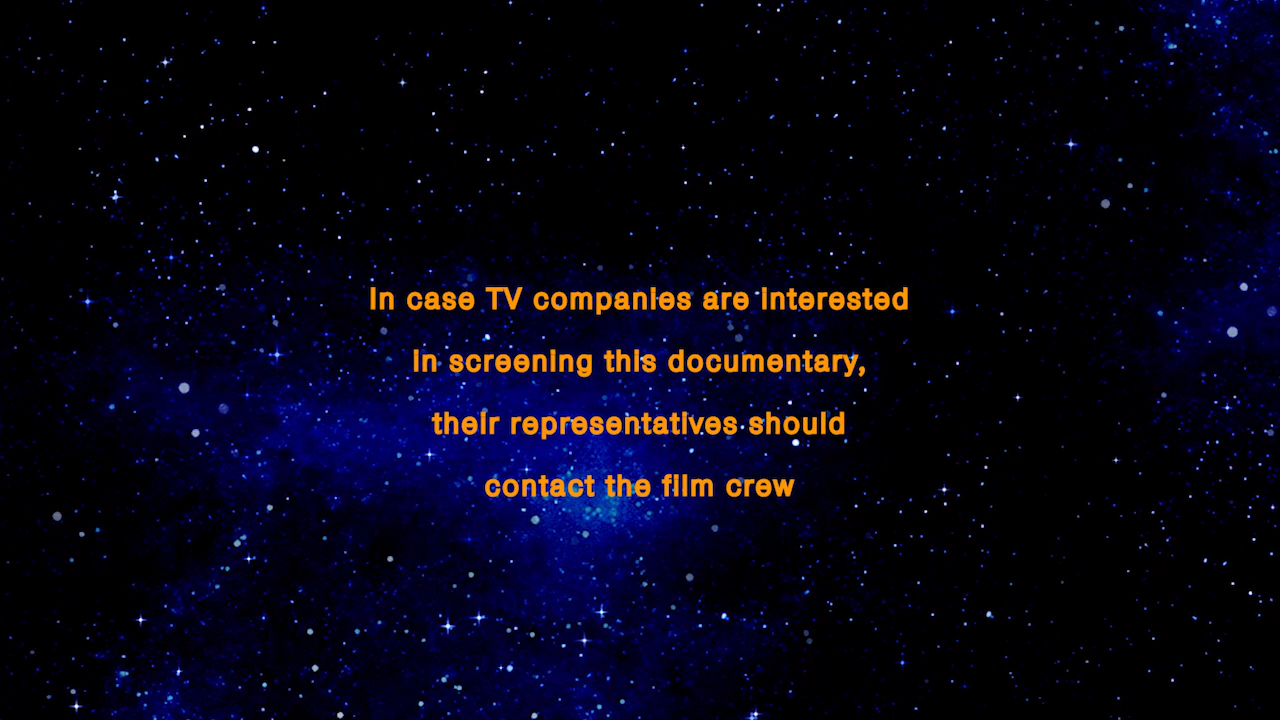 In case TV companies are interested
in screening this documentary,
their representatives should
contact the film crew